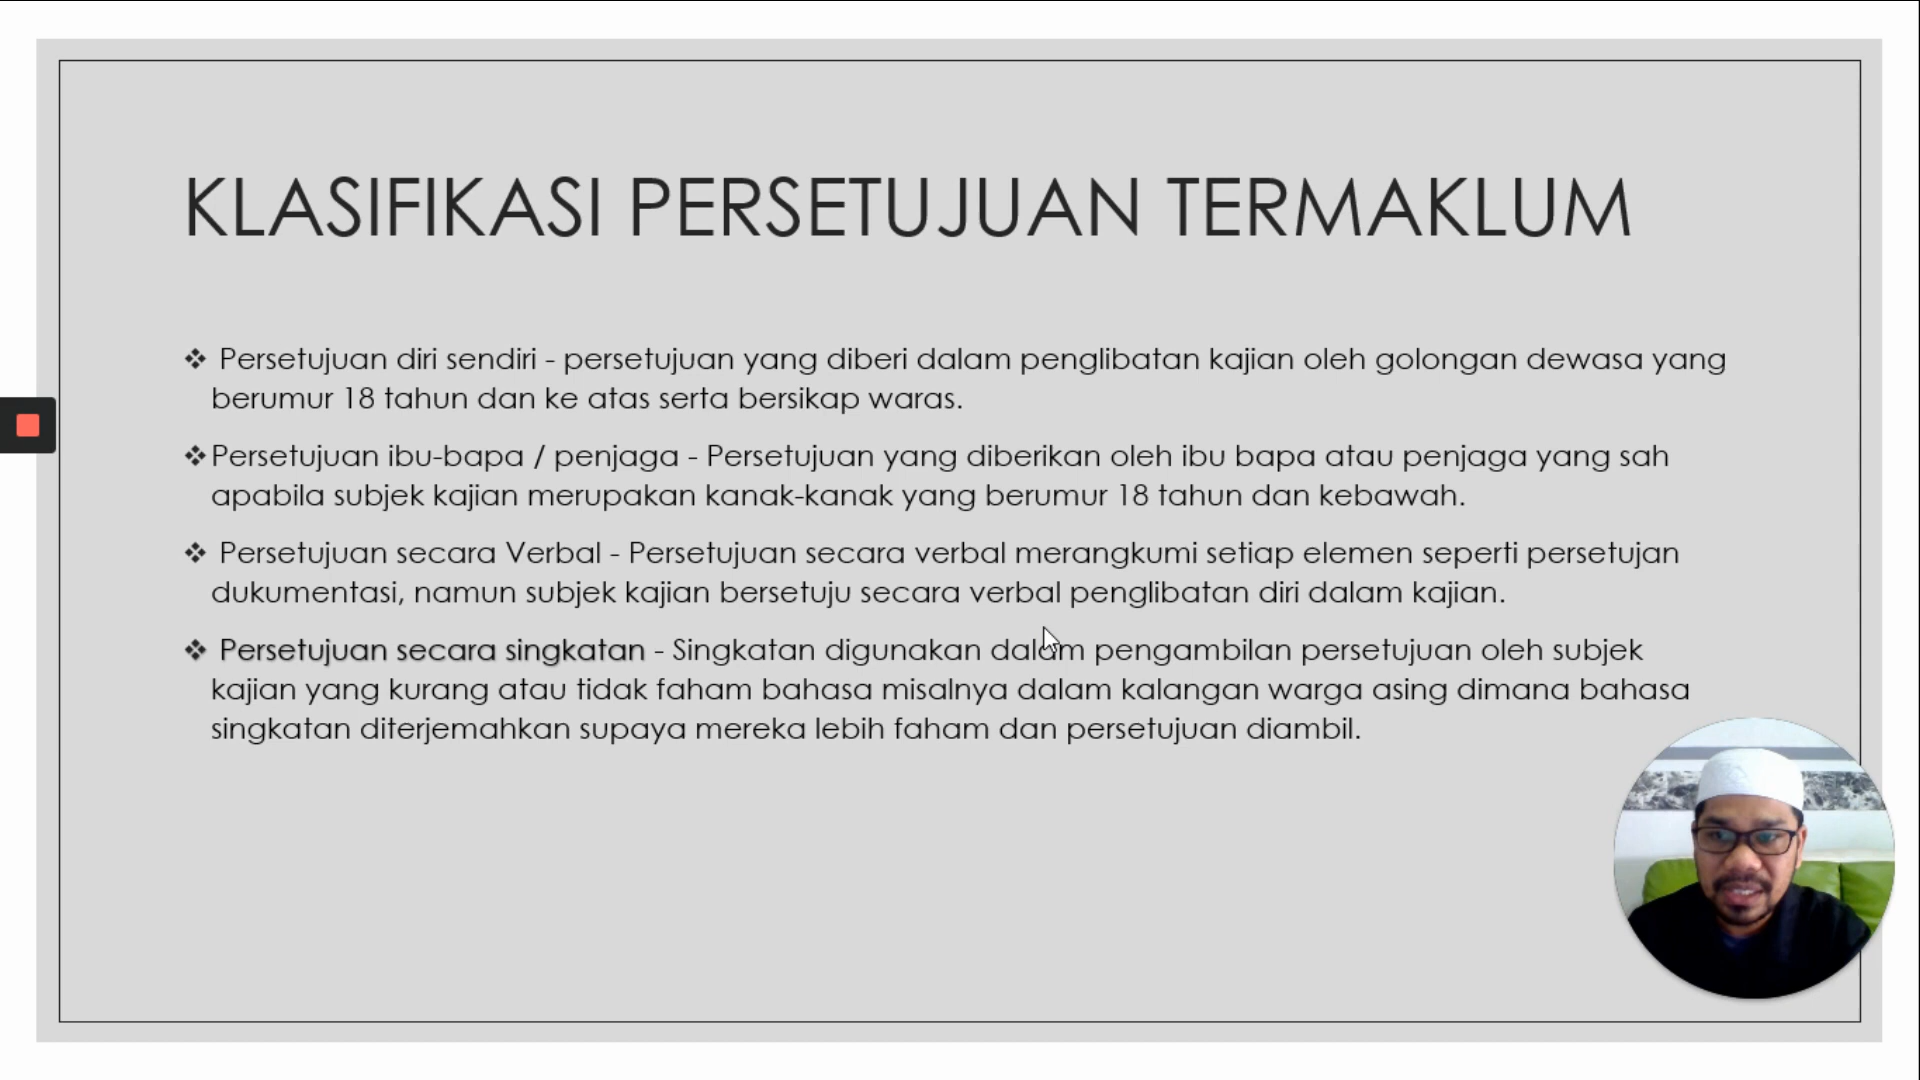 KLASIFIKASI PERSETUJUAN TERMAKLUM
❖ Persetujuan diri sendiri - persetujuan yang diberi dalam penglibatan kajian oleh golongan dewasa yang
berumur 18 tahun dan ke atas serta bersikap waras.
❖Persetujuan ibu-bapa / penjaga - Persetujuan yang diberikan oleh ibu bapa atau penjaga yang sah
apabila subjek kajian merupakan kanak-kanak yang berumur 18 tahun dan kebawah.
❖ Persetujuan secara Verbal - Persetujuan secara verbal merangkumi setiap elemen seperti persetujan
dukumentasi, namun subjek kajian bersetuju secara verbal penglibatan diri dalam kajian.
❖ Persetujuan secara singkatan - Singkatan digunakan dalam pengambilan persetujuan oleh subjek
kajian yang kurang atau tidak faham bahasa misalnya dalam kalangan warga asing dimana bahasa
singkatan diterjemahkan supaya mereka lebih faham dan persetujuan diambil.